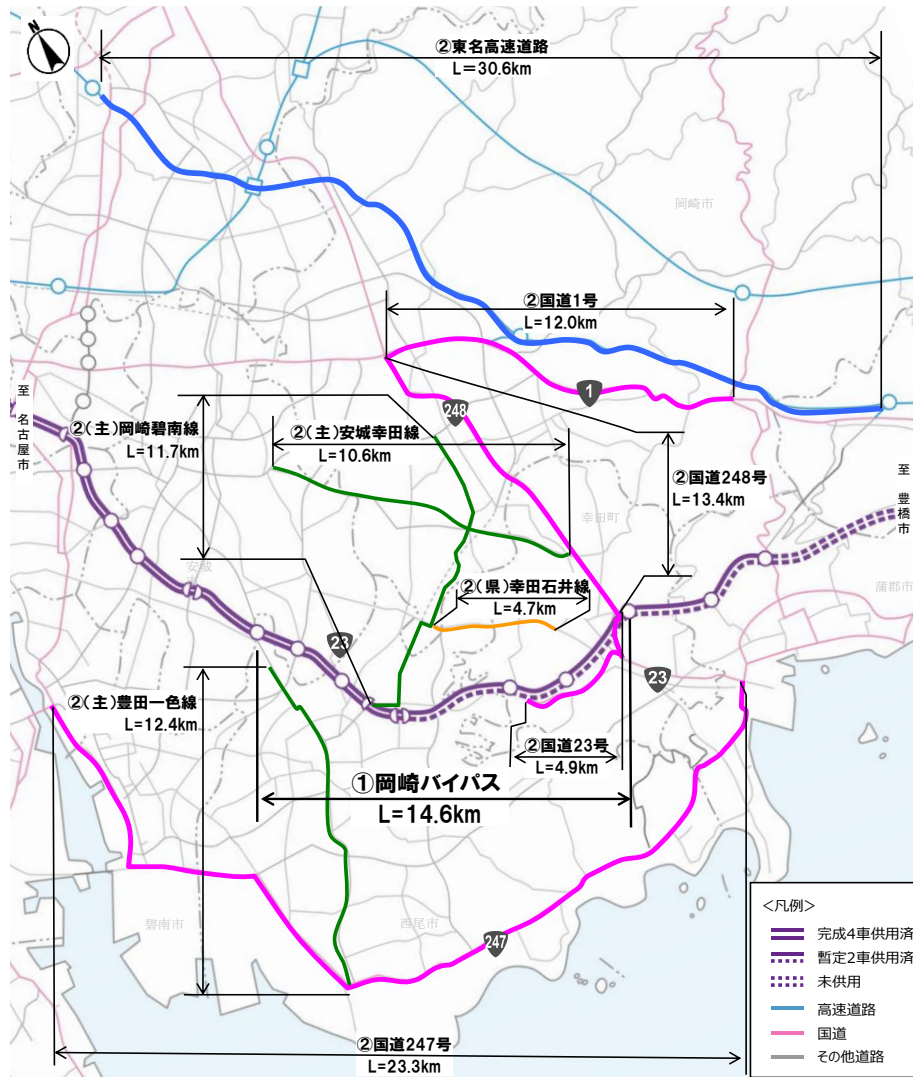 N
②東名高速道路
L=30.6km
岡崎市
②国道1号
L=12.0km
1
248
至 名古屋市
②(主)岡崎碧南線
L=11.7km
②(主)安城幸田線
L=10.6km
②国道248号
L=13.4km
至 豊橋市
幸田町
安城
蒲郡市
②(県)幸田石井線
L=4.7km
23
23
②(主)豊田一色線
L=12.4km
②国道23号
L=4.9km
①岡崎バイパス
L=14.6km
碧南市
西尾市
247
②国道247号
L=23.3km
<凡例>
完成4車供用済
暫定2車供用済
未供用
高速道路
国道
その他道路